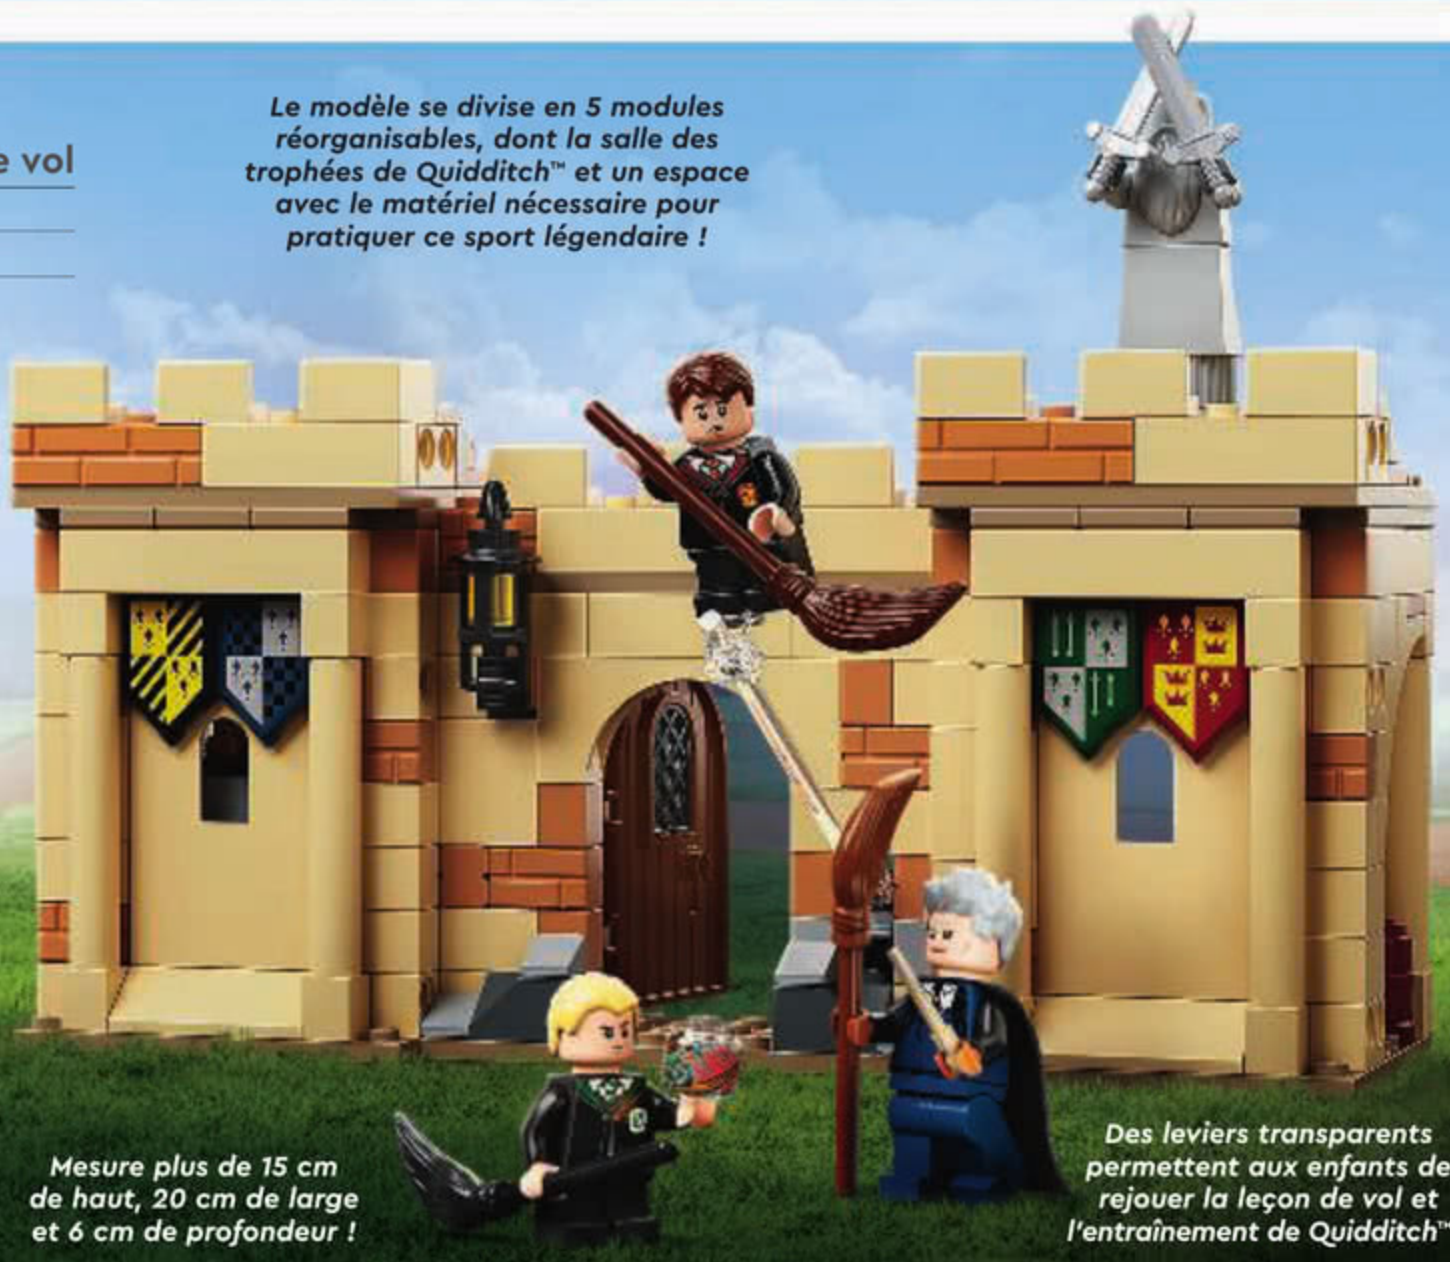 e vol
Le modèle se divise en 5 modules
réorganisables, dont la salle des
trophées de Quidditch™ et un espace
avec le matériel nécessaire pour
pratiquer ce sport légendaire !
Mesure plus de 15 cm
de haut, 20 cm de large
et 6 cm de profondeur !
Des leviers transparents
permettent aux enfants de
rejouer la leçon de vol et
l'entraînement de Quidditch™